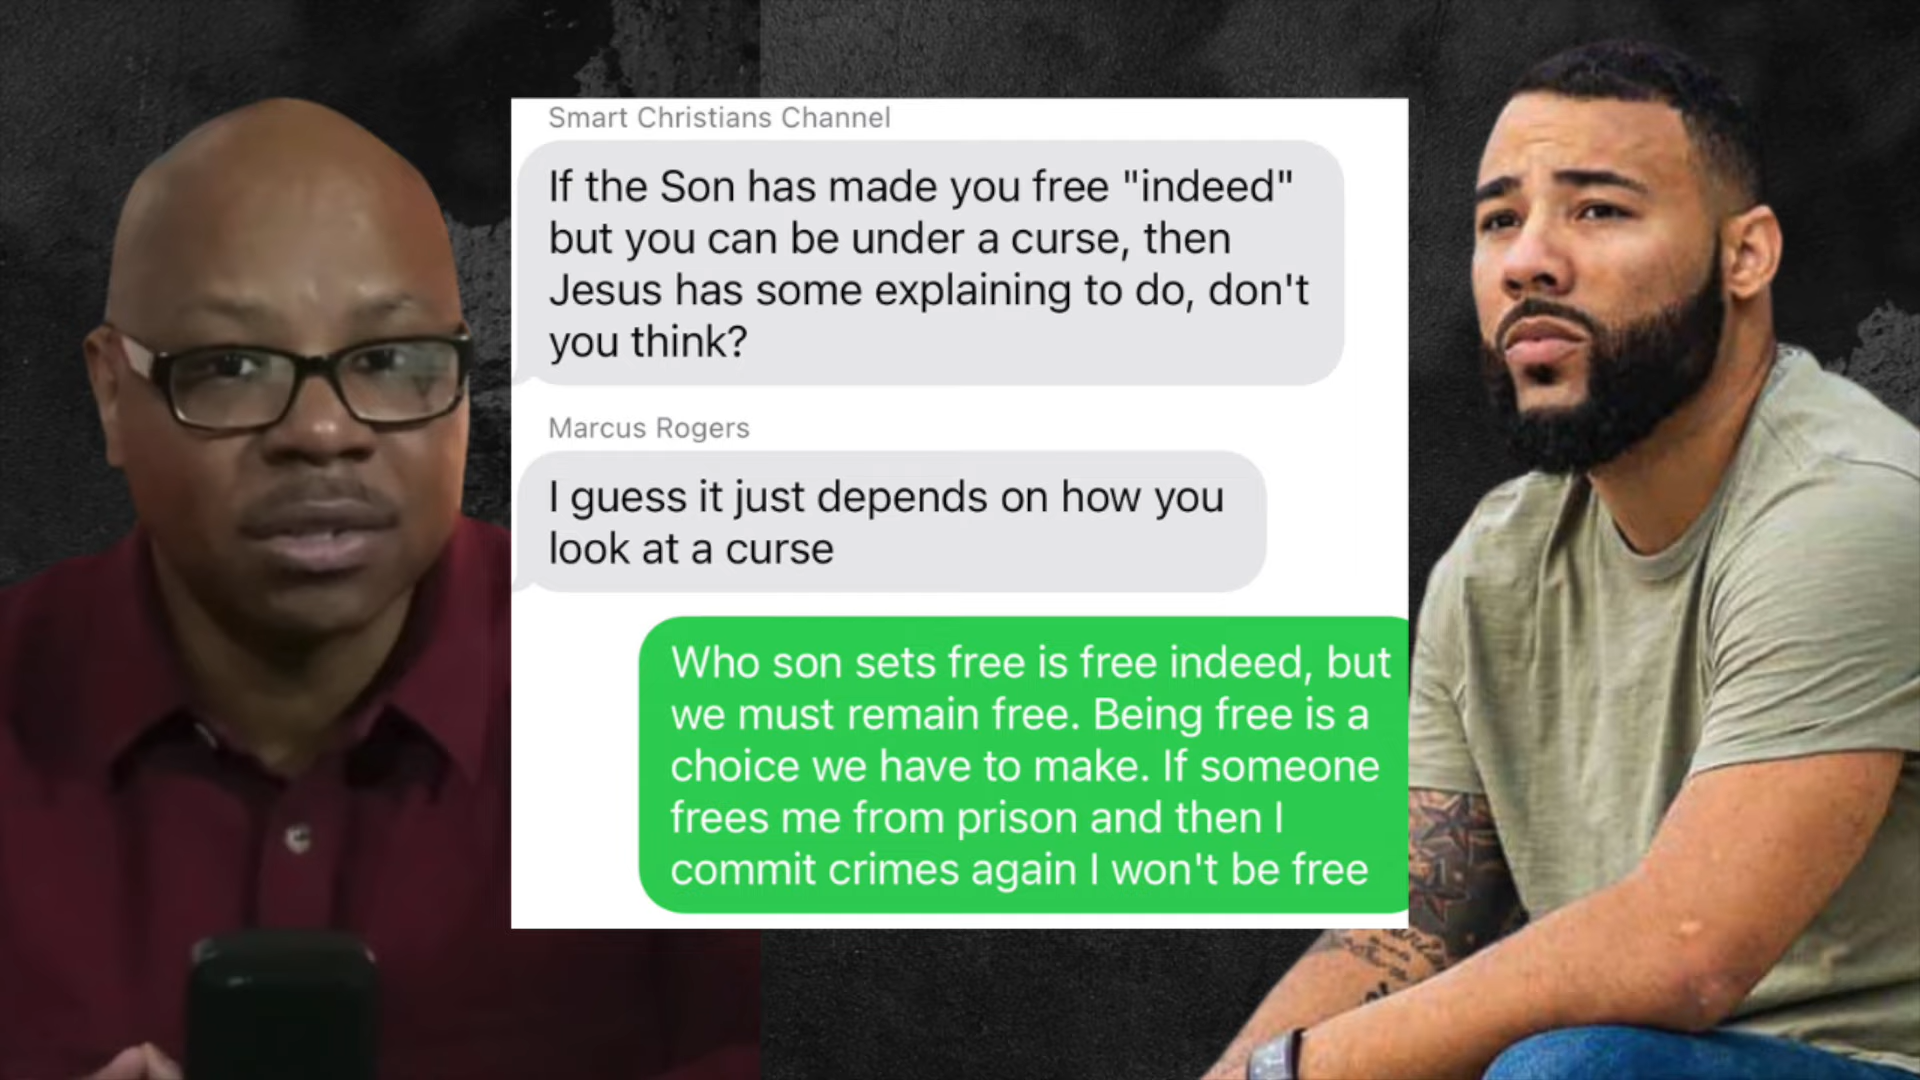 Smart Christians Channel
If the Son has made you free "indeed"
but you can be under a curse, then
Jesus has some explaining to do, don't
you think?
Marcus Rogers
I guess it just depends on how you
look at a curse
Who son sets free is free indeed, but
we must remain free. Being free is a
choice we have to make. If someone
frees me from prison and then I
commit crimes again I won't be free